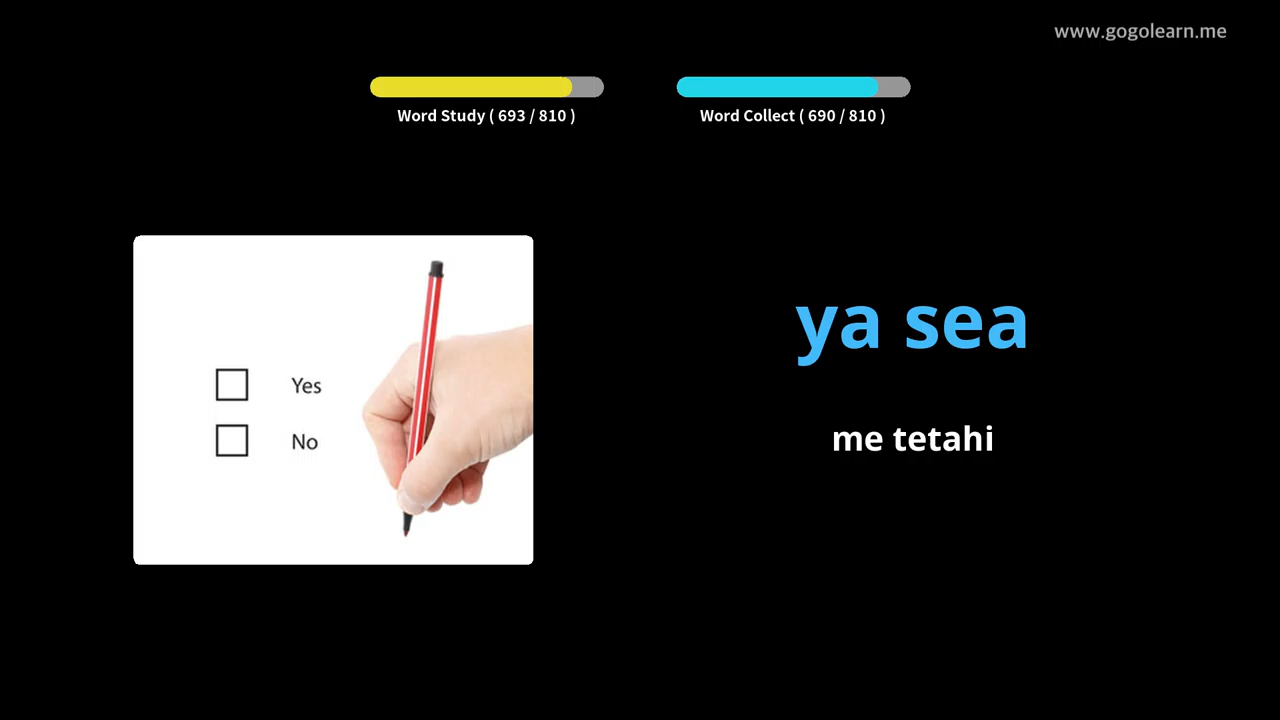 www.gogolearn.me
Word Study ( 693 / 810 )
Word Collect ( 690 / 810 )
Yes
No
ya sea
me tetahi